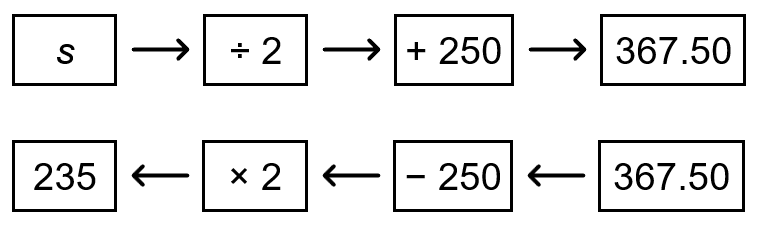 s → ÷ 2 → + 250 → 367.50
235 ← × 2 ← − 250 ← 367.50